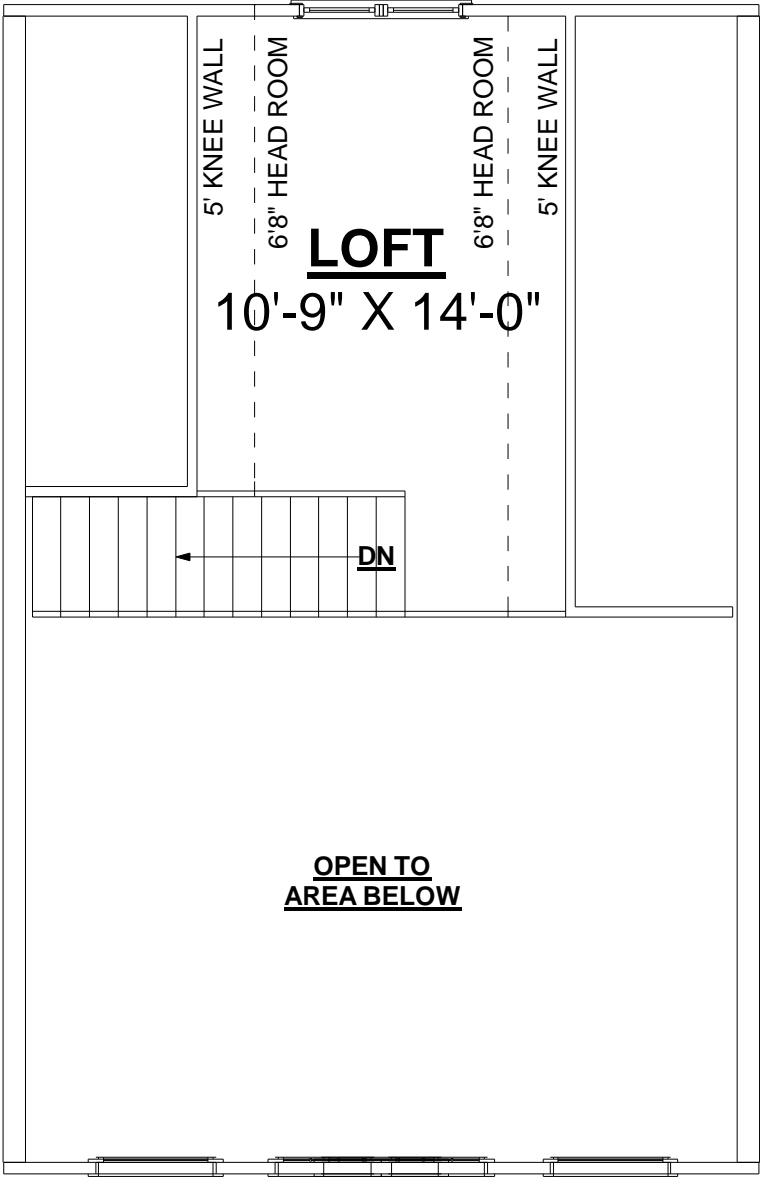 5' KNEE WALL
6'8" HEAD ROOM
6'8" HEAD ROOM
5' KNEE WALL
LOFT
10'-9" X 14'-0"
DN
OPEN TO
AREA BELOW